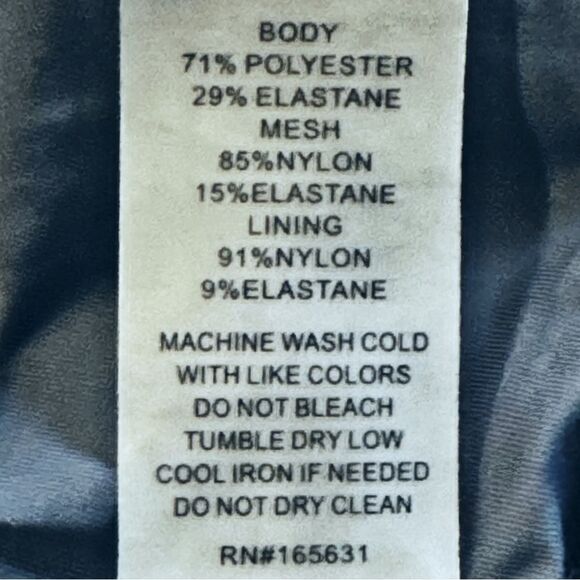 BODY
71% POLYESTER
29% ELASTANE
MESH
85%NYLON
15%ELASTANE
LINING
91%NYLON
9%ELASTANE
MACHINE WASH COLD
WITH LIKE COLORS
DO NOT BLEACH
TUMBLE DRY LOW
COOL IRON IF NEEDED
DO NOT DRY CLEAN
RN#165631